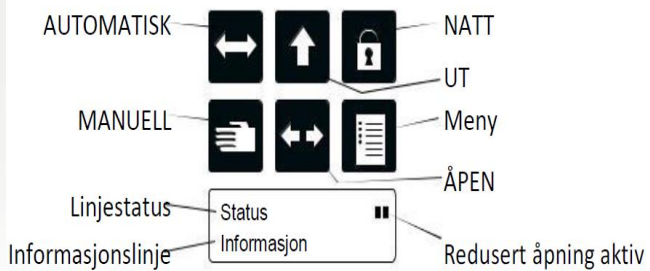 AUTOMATISK
NATT
UT
MANUELL
Meny
ÅPEN
Linjestatus
Status
Informasjonslinje
Informasjon
Redusert åpning aktiv